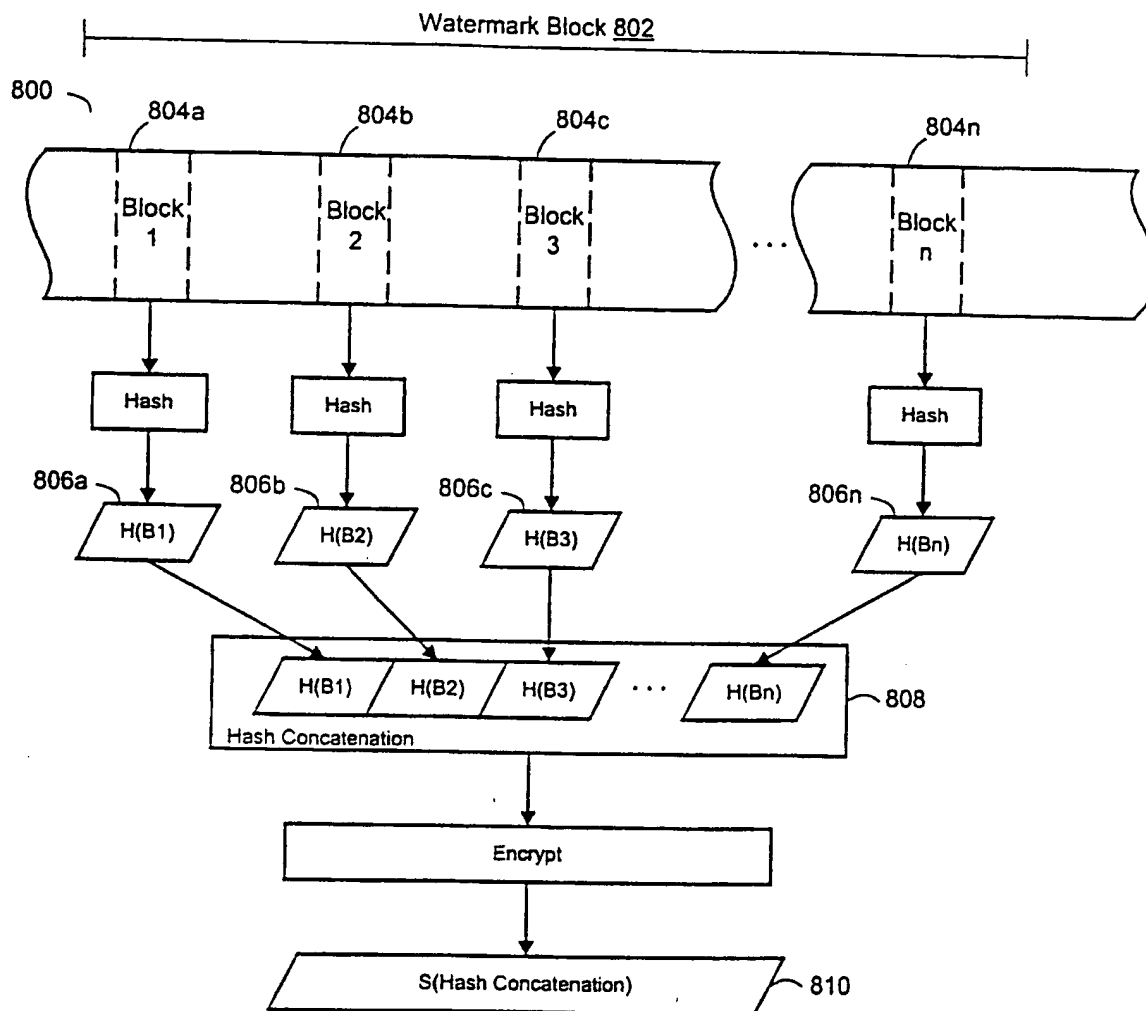 Watermark Block 802
800
804a
804b
804c
804n
Block
1
Block
2
Block
3
. . .
Block
n
Hash
Hash
Hash
Hash
806a
806b
806c
806n
H(B1)
H(B2)
H(B3)
H(Bn)
H(B1)
H(B2)
H(B3)
. . .
H(Bn)
808
Hash Concatenation
Encrypt
S(Hash Concatenation)
810